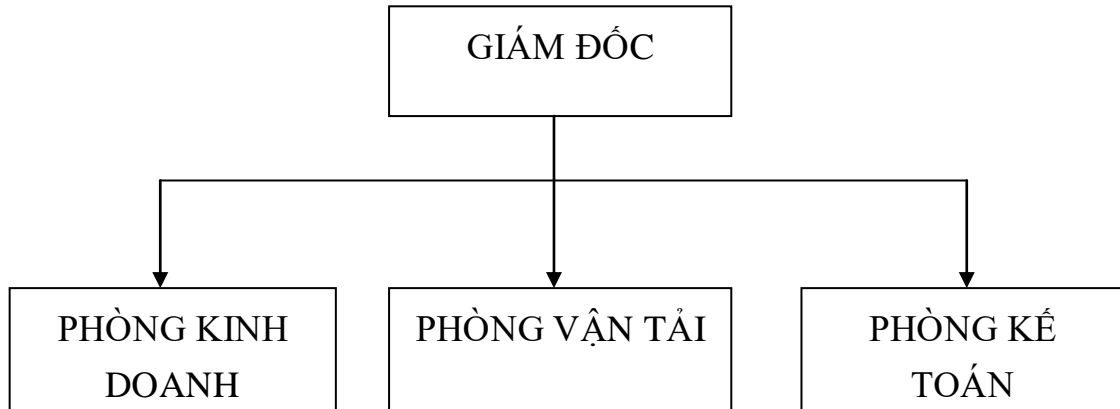 GIÁM ĐỐC
PHÒNG KINH
DOANH
PHÒNG VẬN TẢI
PHÒNG KẾ
TOÁN